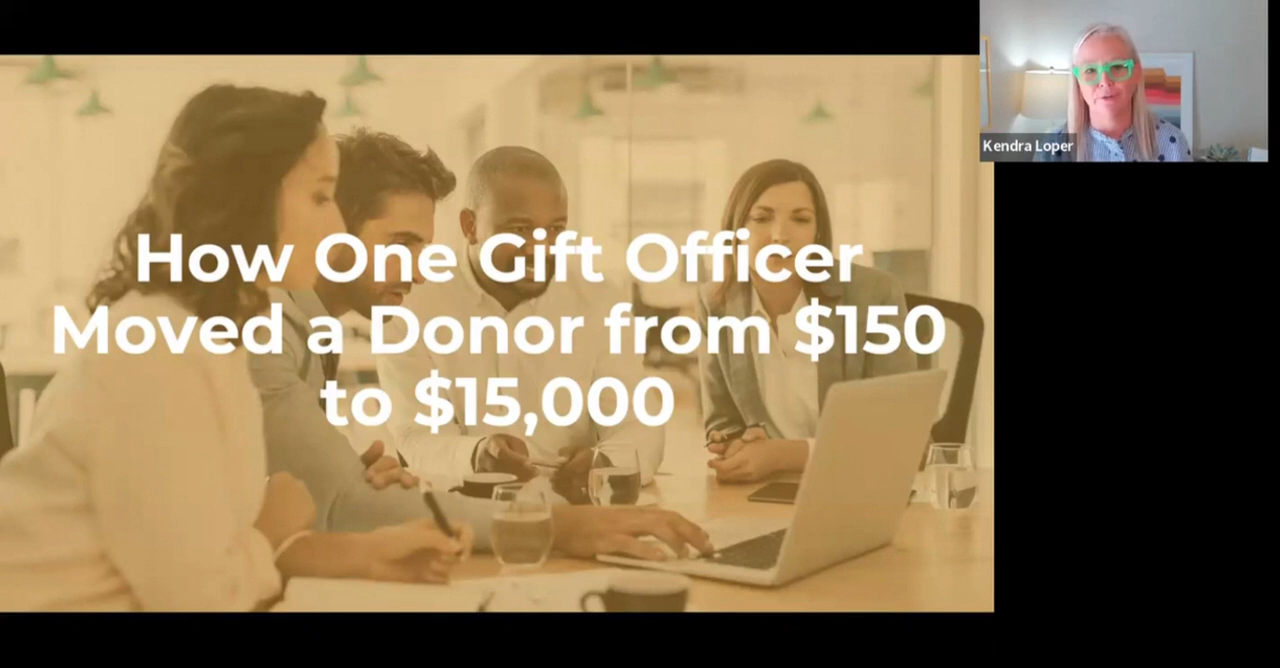 How One Gift Officer
Moved a Donor from $150
to $15,000
Kendra Loper